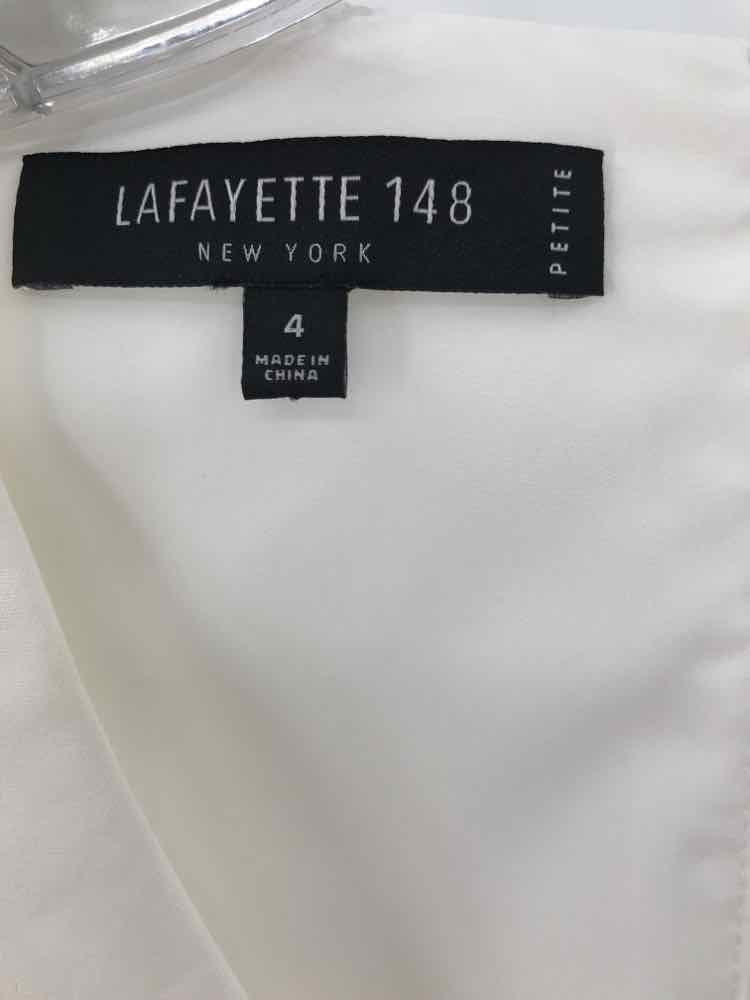 LAFAYETTE 148
NEW YORK
PETITE
4
MADE IN
CHINA